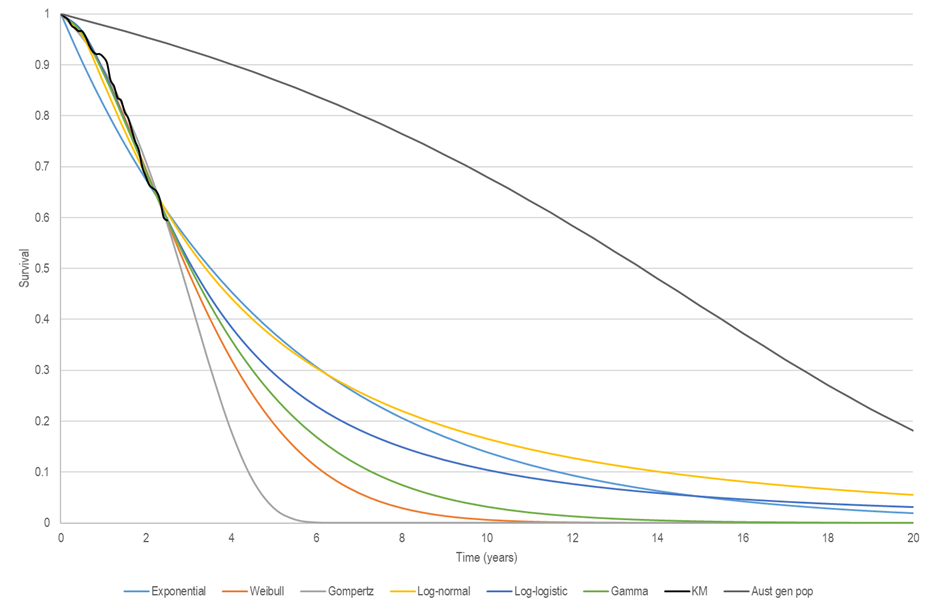 1
0.9
0.8
0.7
0.6
0.5
0.4
0.3
0.2
0.1
0
Survival
0 2 4 6 8 10 12 14 16 18 20
Time (years)
Exponential Weibull Gompertz Log-normal Log-logistic Gamma KM Aust gen pop